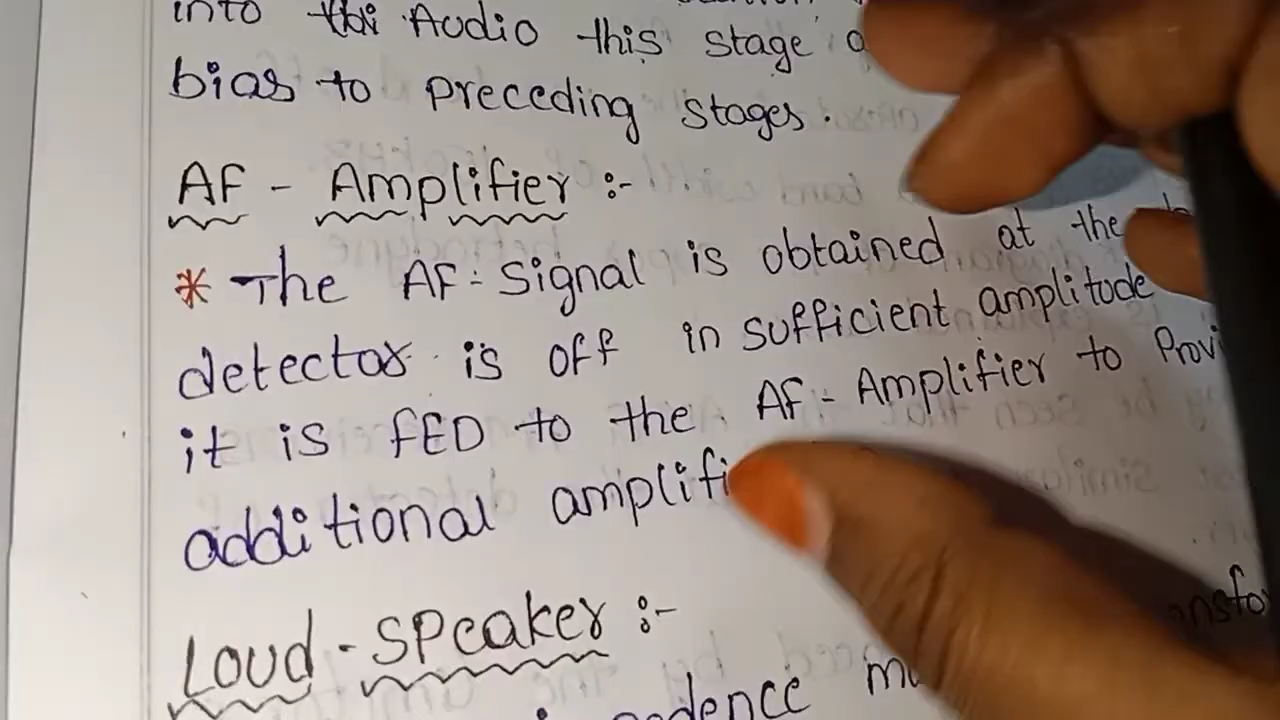 into the Audio this stage
bias to preceding stages.
AF - Amplifier :-
* The AF-Signal is obtained at the
detector is off in sufficient amplitode
it is fED to the AF-Amplifier to Provi
additional amplifi
Loud-Speaker :-